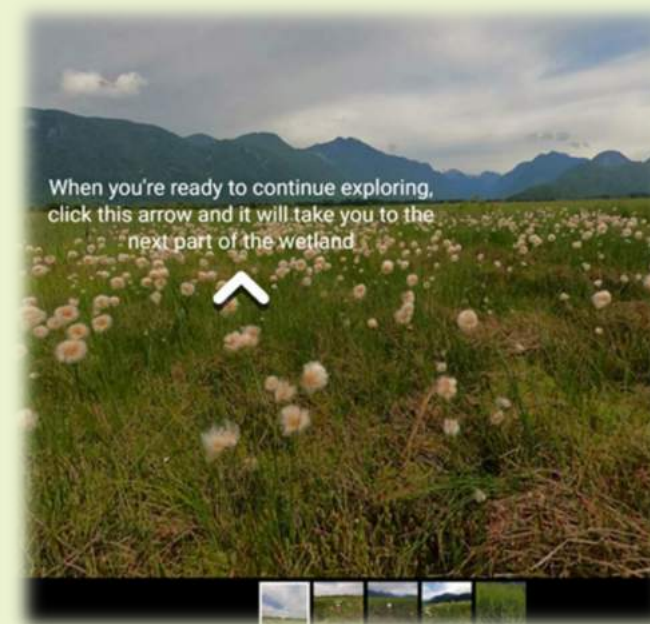 When you're ready to continue exploring,
click this arrow and it will take you to the
next part of the wetland